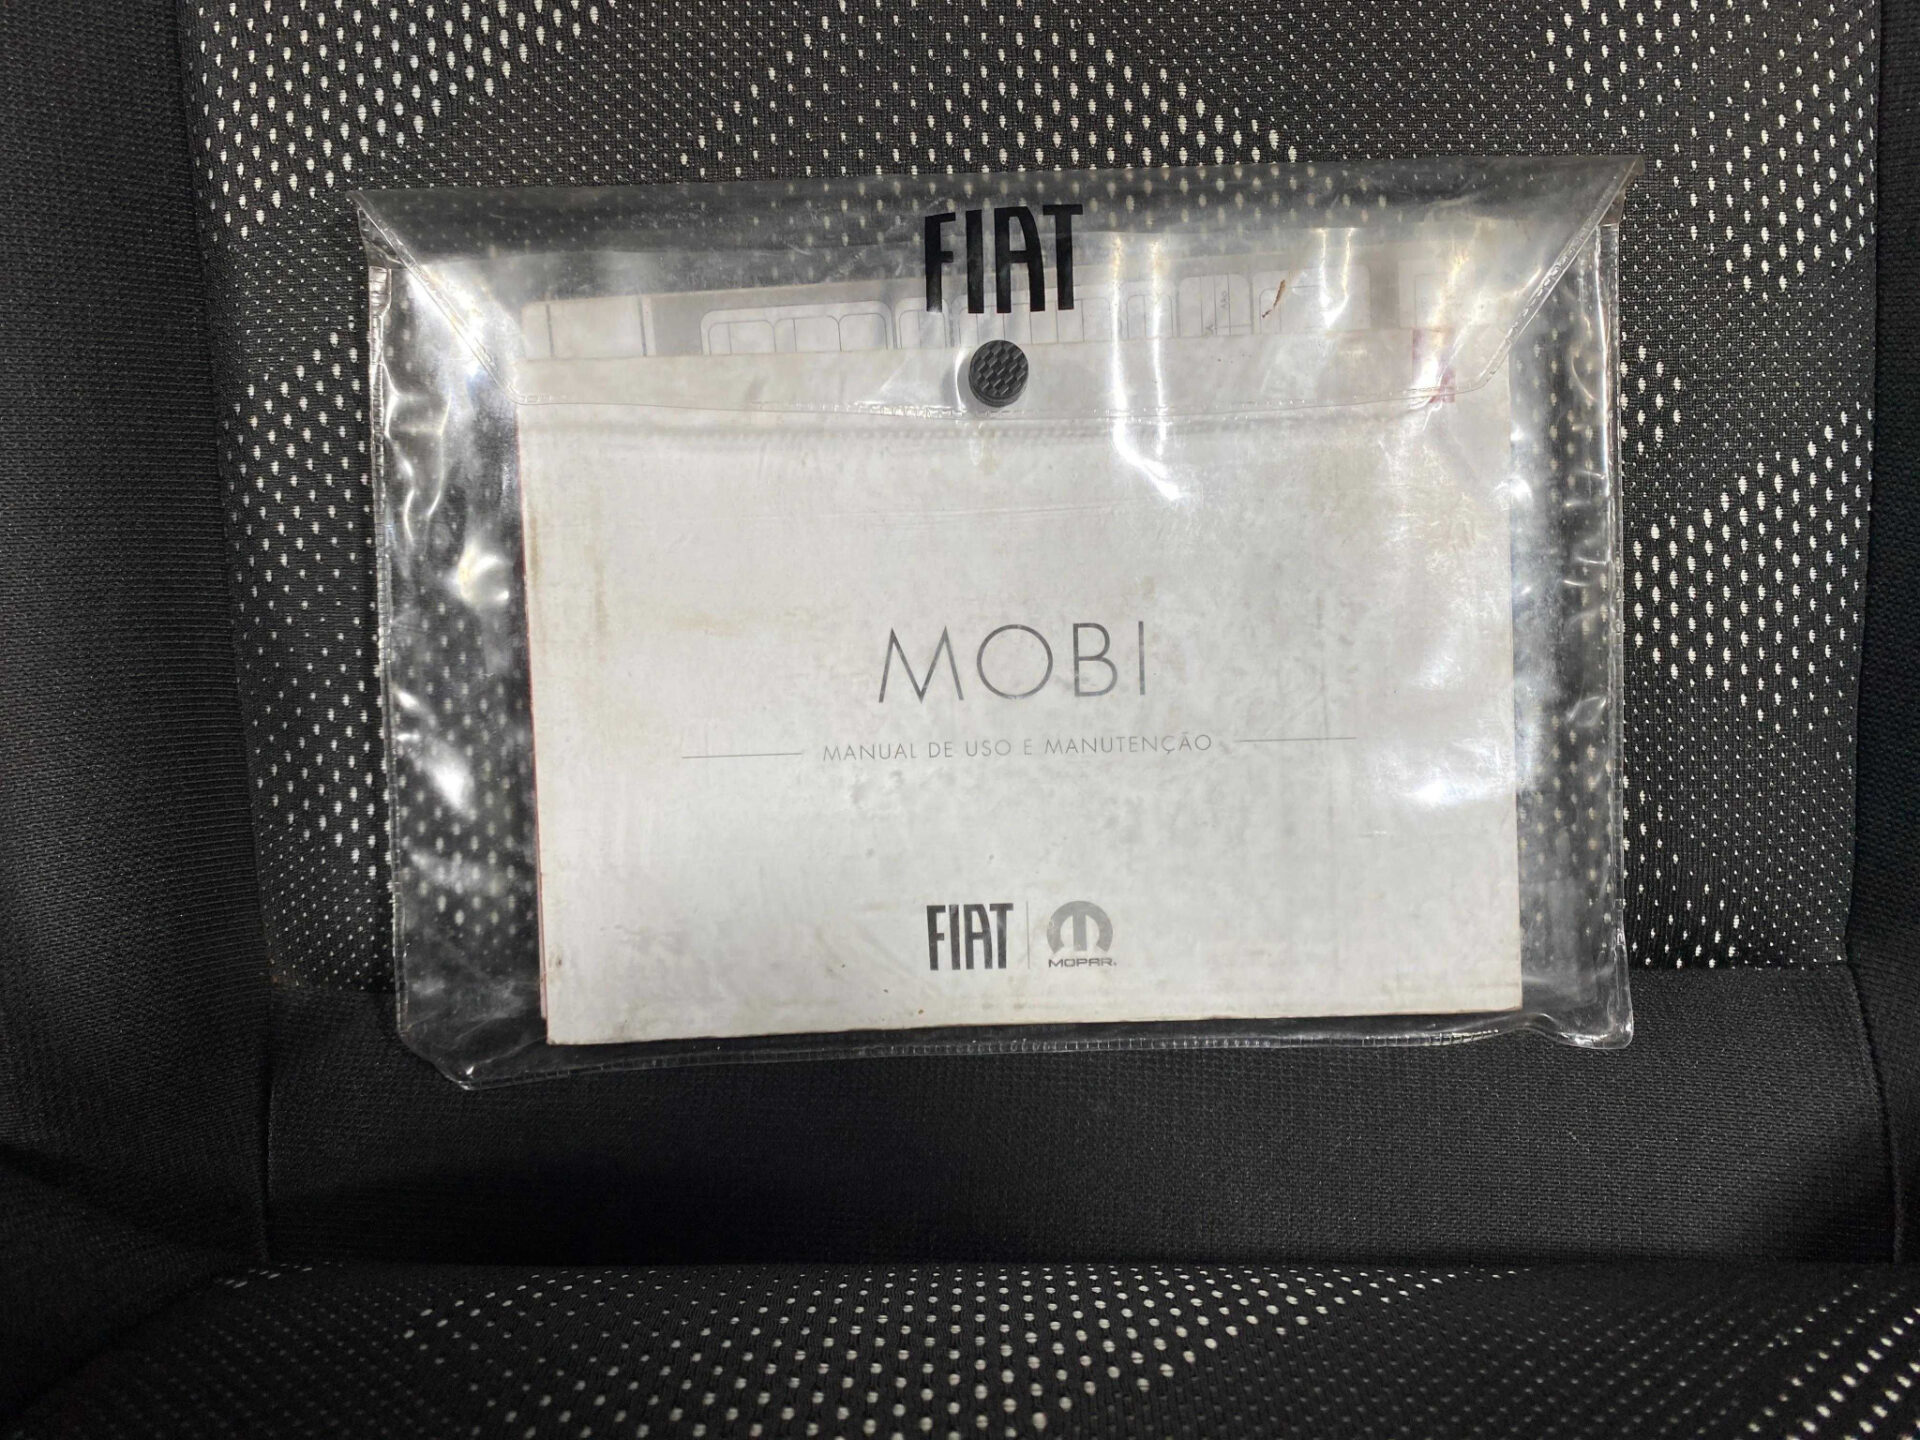 FIAT
MOBI
MANUAL DE USO E MANUTENÇÃO
FIAT
MOPAR®